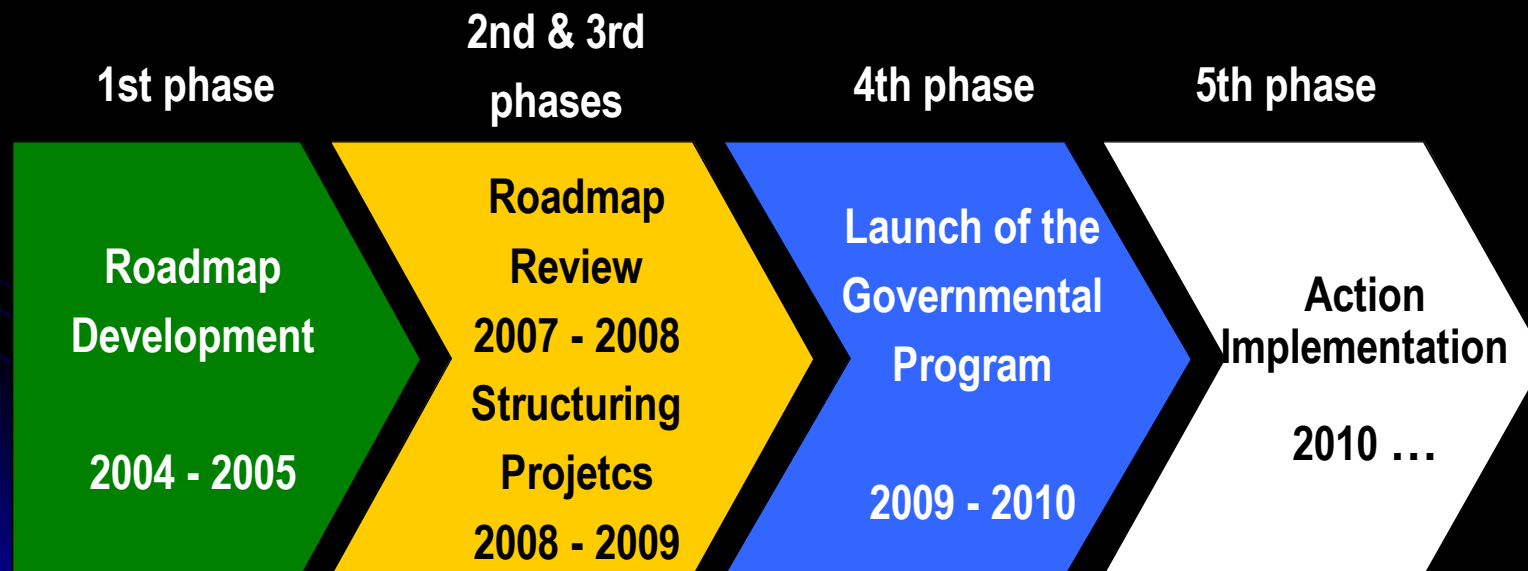 1st phase
Roadmap
Development
2004 - 2005
2nd & 3rd
phases
Roadmap
Review
2007 - 2008
Structuring
Projetcs
2008 - 2009
4th phase
Launch of the
Governmental
Program
2009 - 2010
5th phase
Action
Implementation
2010 ...